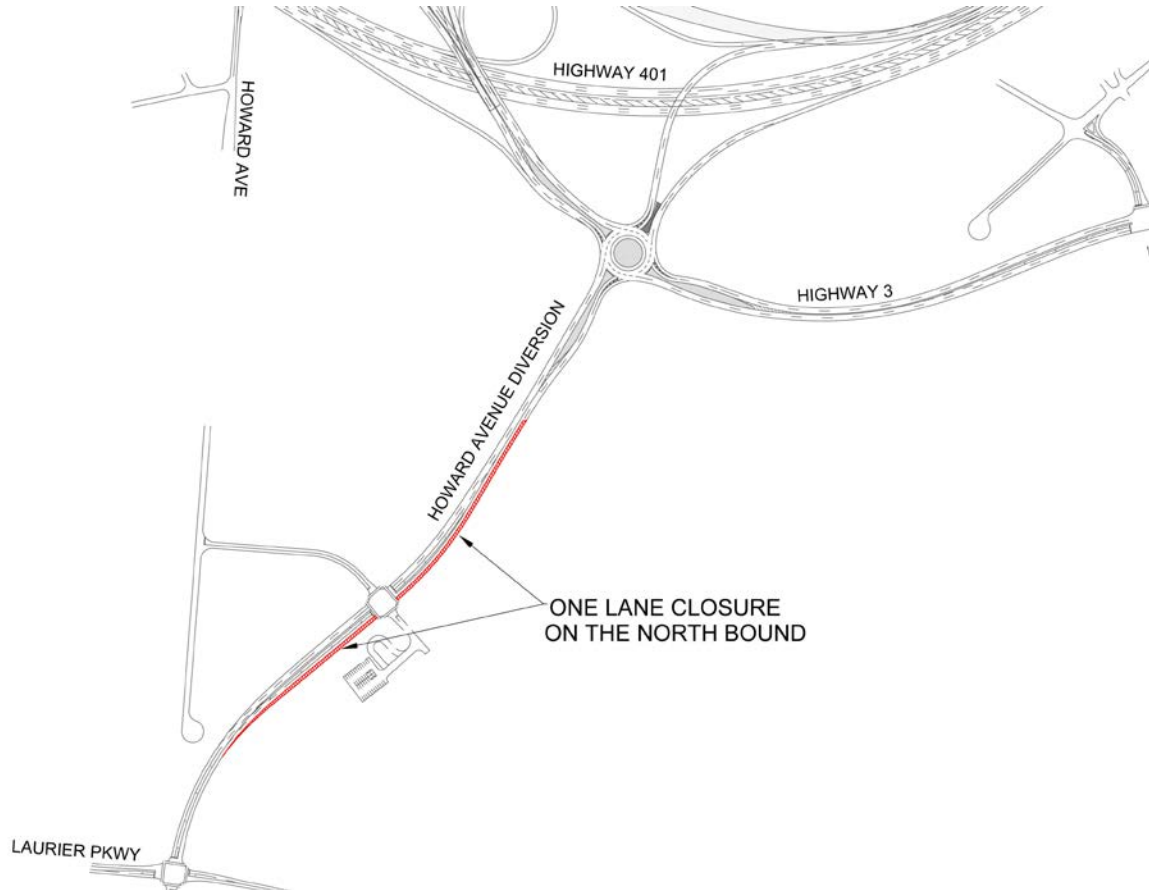 HIGHWAY 401
HOWARD AVE
HIGHWAY 3
HOWARD AVENUE DIVERSION
ONE LANE CLOSURE
ON THE NORTH BOUND
LAURIER PKWY